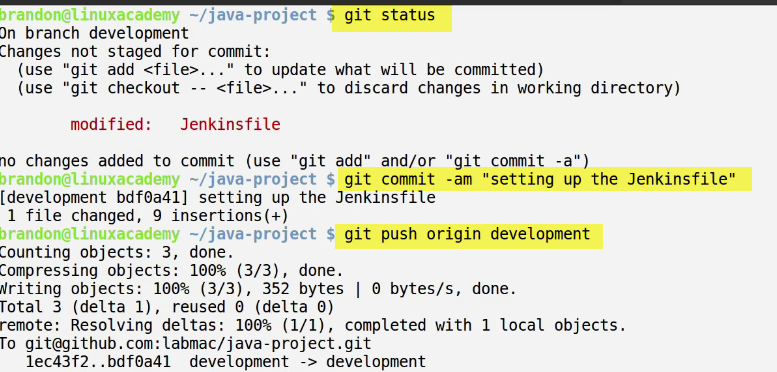 brandon@linuxacademy ~/java-project $ git status
On branch development
Changes not staged for commit:
  (use "git add <file>..." to update what will be committed)
  (use "git checkout -- <file>..." to discard changes in working directory)
        modified:   Jenkinsfile
no changes added to commit (use "git add" and/or "git commit -a")
brandon@linuxacademy ~/java-project $ git commit -am "setting up the Jenkinsfile"
[development bdf0a41] setting up the Jenkinsfile
 1 file changed, 9 insertions(+)
brandon@linuxacademy ~/java-project $ git push origin development
Counting objects: 3, done.
Compressing objects: 100% (3/3), done.
Writing objects: 100% (3/3), 352 bytes | 0 bytes/s, done.
Total 3 (delta 1), reused 0 (delta 0)
remote: Resolving deltas: 100% (1/1), completed with 1 local objects.
To git@github.com:labmac/java-project.git
   1ec43f2..bdf0a41  development -> development